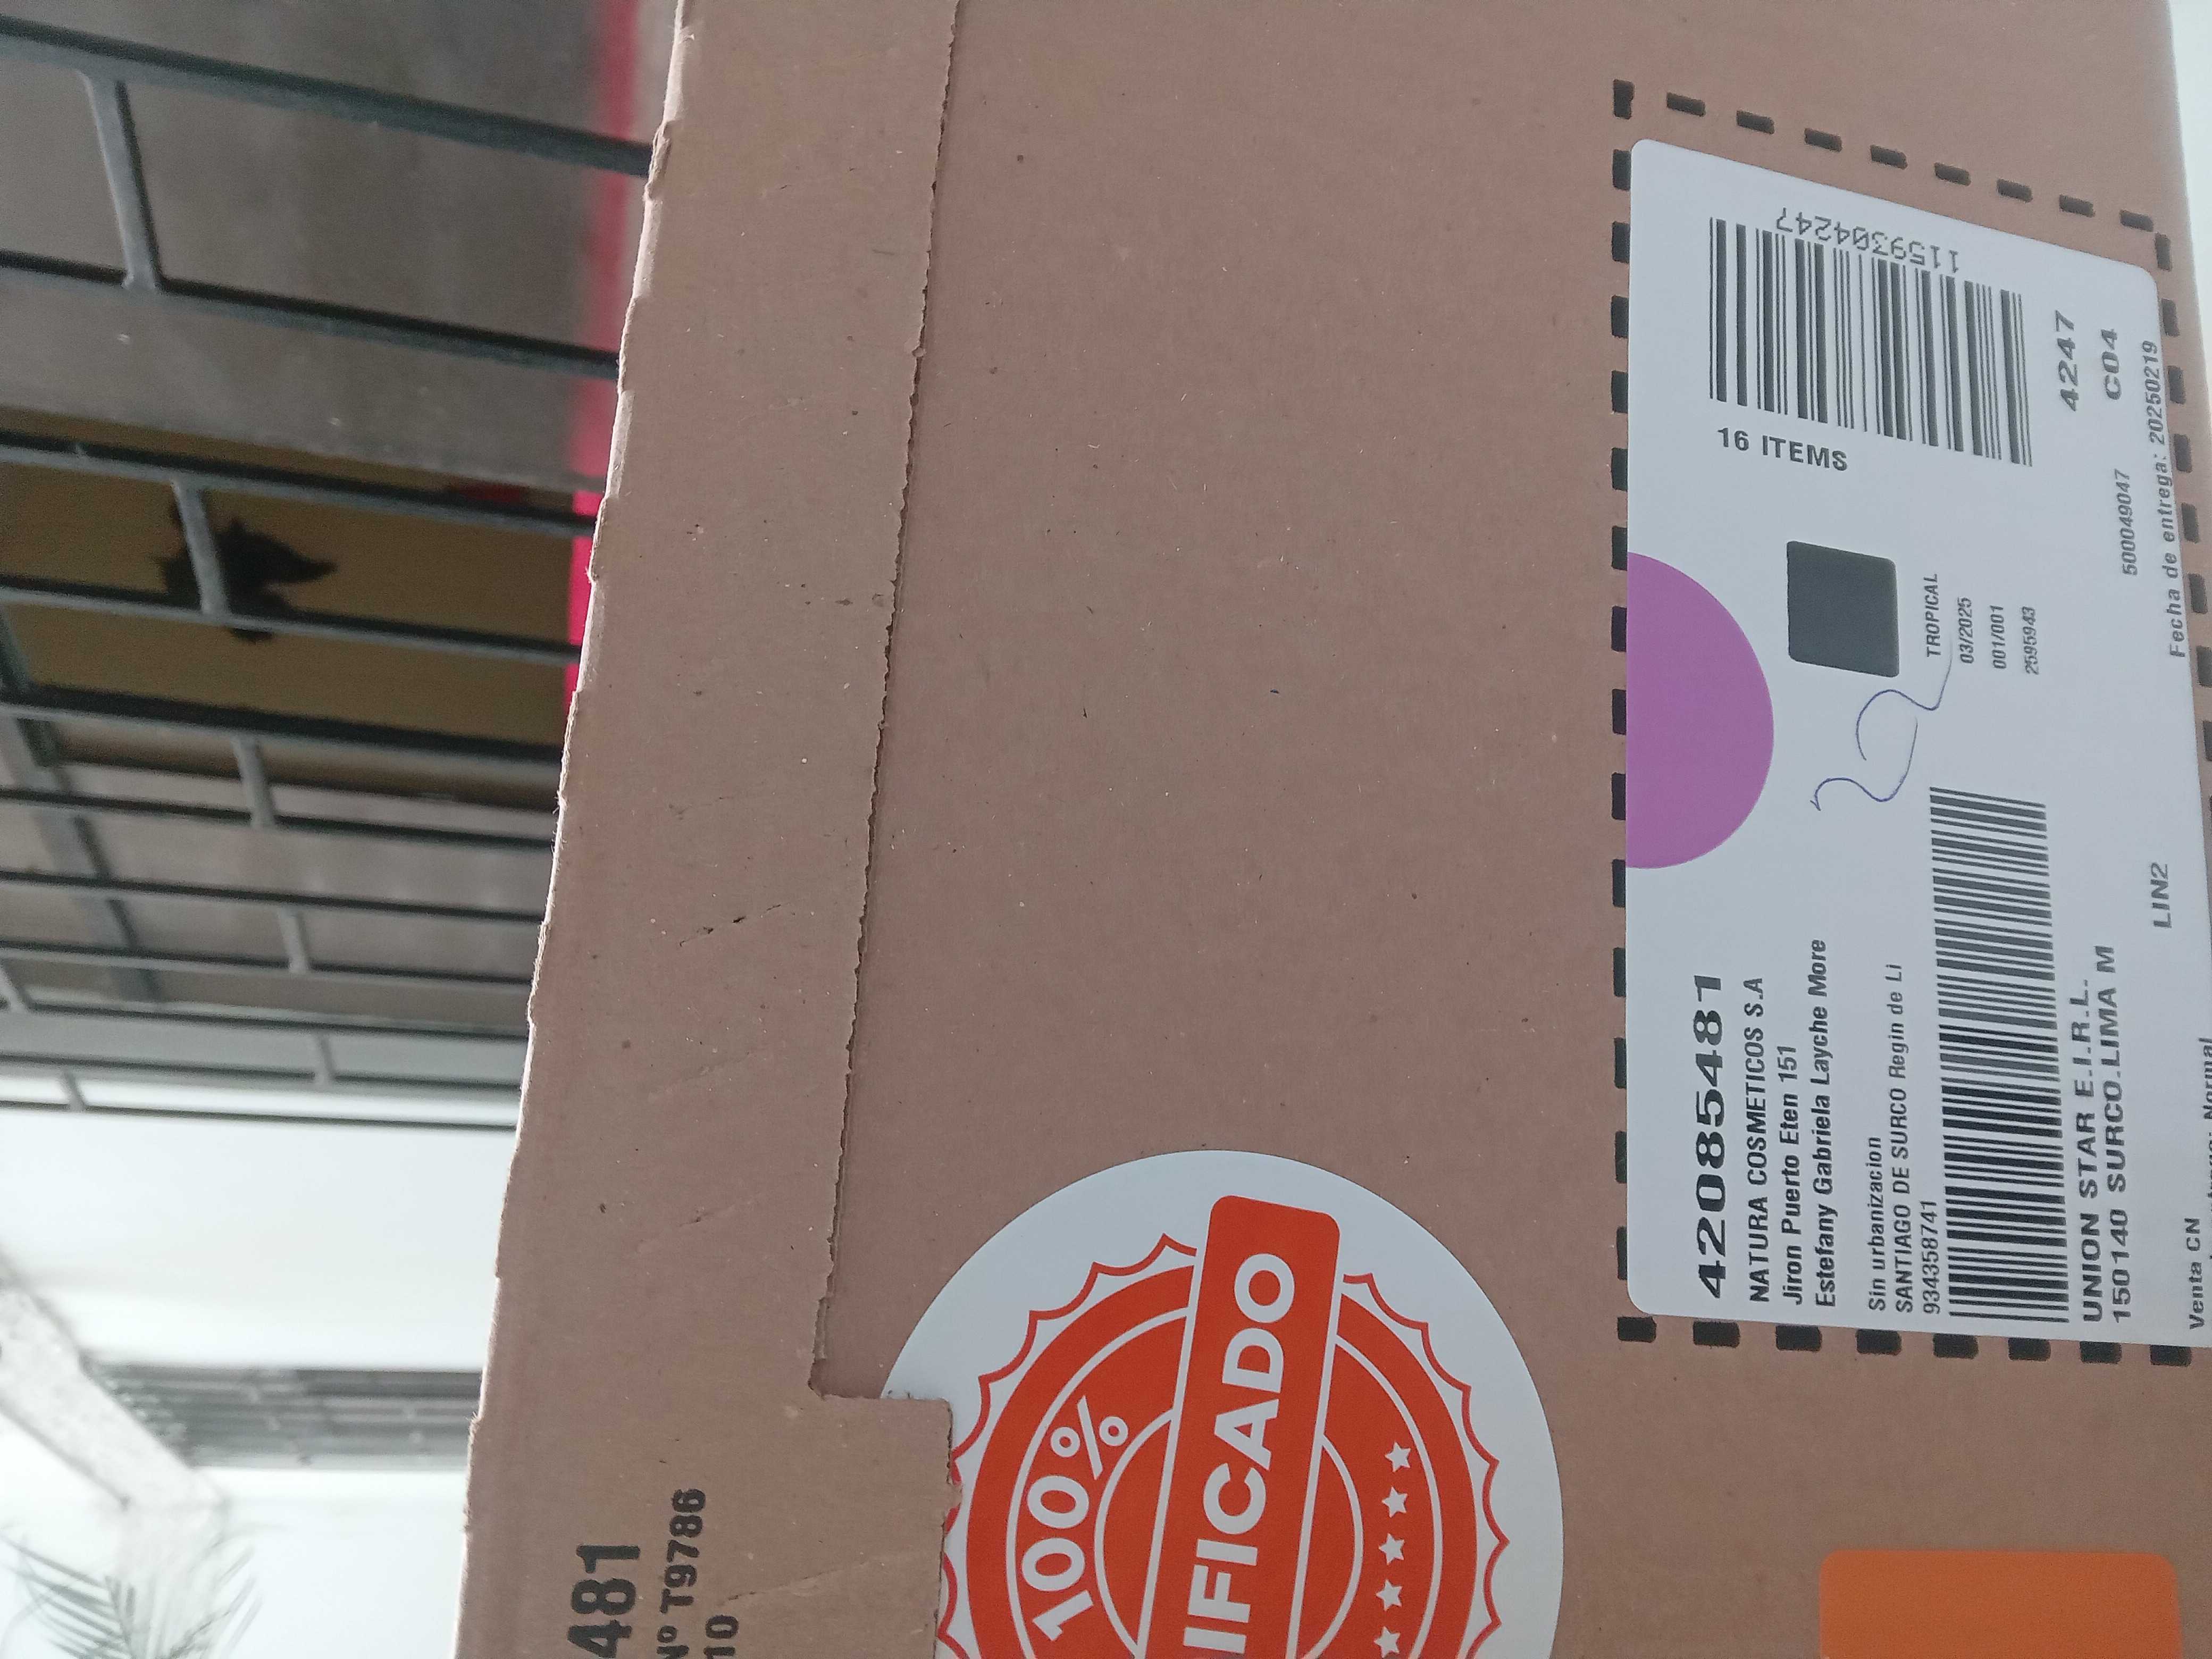 42085481
NATURA COSMETICOS S.A
Jiron Puerto Eten 151
Estefany Gabriela Layche More
Sin urbanizacion
SANTIAGO DE SURCO Regin de Li
934358741
UNION STAR E.I.R.L.
150140 SURCO.LIMA M
LIN2
Venta CN
Normal
16 ITEMS
1159304247
TROPICAL
03/2025
001/001
2595943
4247
C04
500049047
Fecha de entrega: 20250219
100%
IFICADO
481
Nº T9786
10